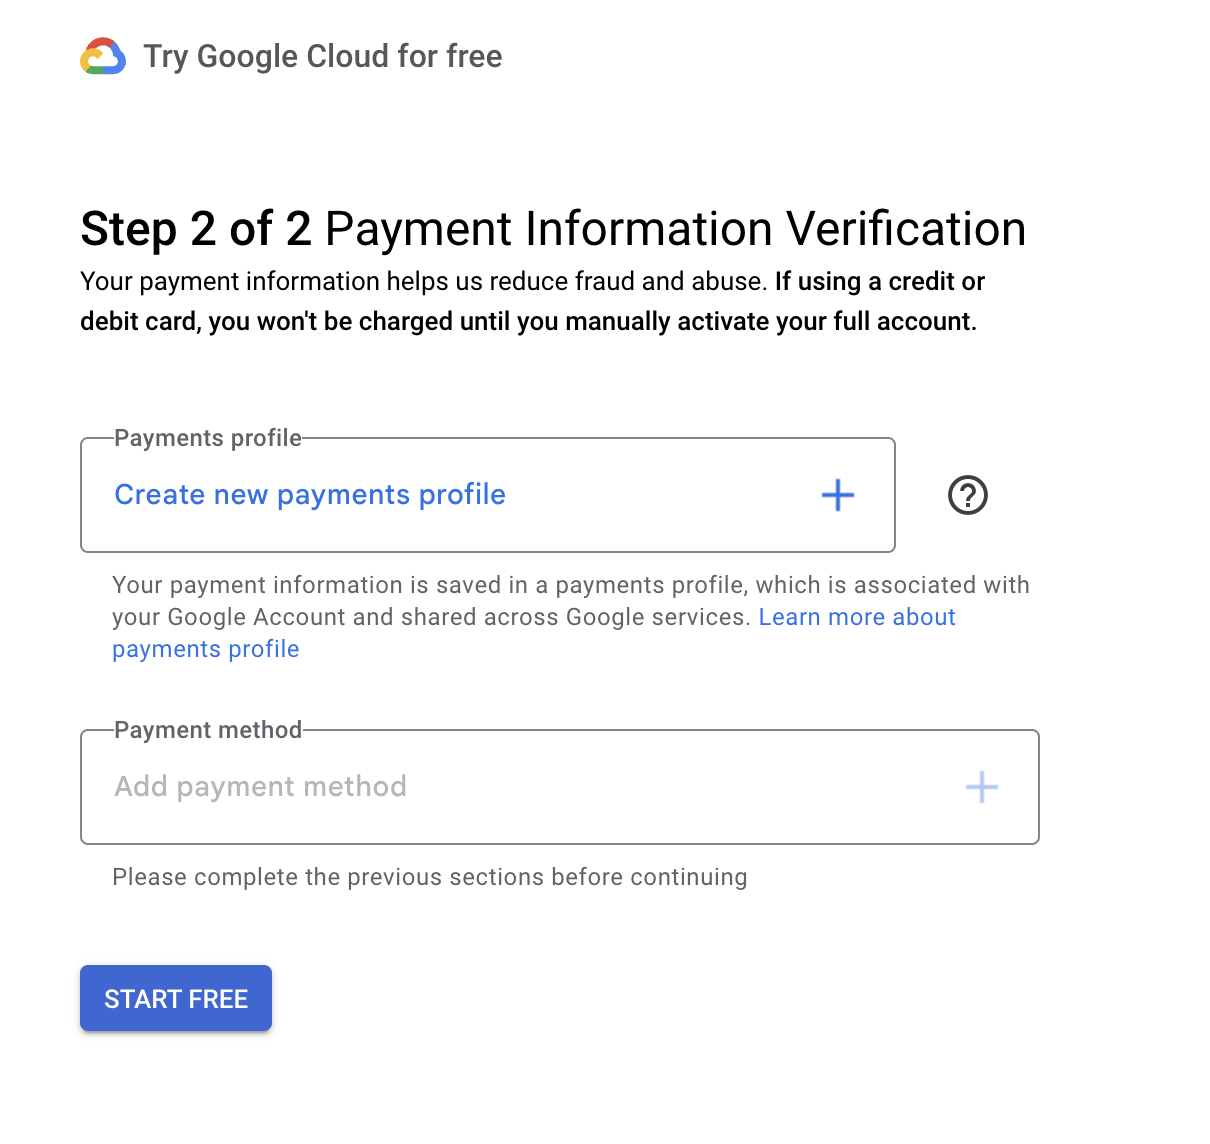 Try Google Cloud for free
Step 2 of 2 Payment Information Verification
Your payment information helps us reduce fraud and abuse. If using a credit or
debit card, you won't be charged until you manually activate your full account.
Payments profile
Create new payments profile
Your payment information is saved in a payments profile, which is associated with
your Google Account and shared across Google services. Learn more about
payments profile
Payment method
Add payment method
Please complete the previous sections before continuing
START FREE